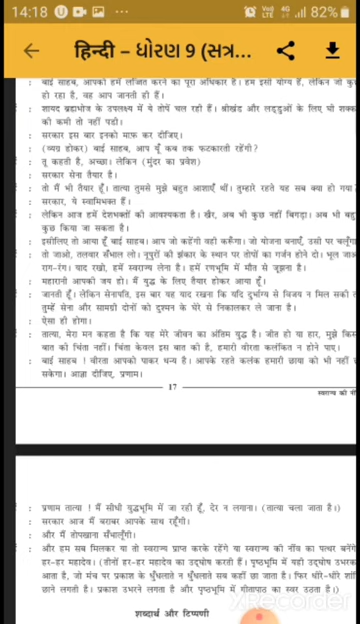 14:18
VoLTE 4G 82%
हिन्दी – ધોરણ 9 (સત્ર...
: बाई साहब, आपको हमें लज्जित करने का पूरा अधिकार है। हम इसी योग्य हैं, लेकिन जो कु
हो रहा है, वह आप जानती ही हैं।
: शायद ब्रह्मभोज के उपलक्ष्य में ये तोपें चल रही हैं। श्रीखंड और लड्डुओं के लिए भी शक्क
की कमी तो नहीं पड़ी।
: सरकार इस बार इनको माफ़ कर दीजिए।
: (व्यग्र होकर) बाई साहब, आप यूँ कब तक फटकारती रहेंगी?
: तू कहती है, अच्छा। लेकिन (मुंदर का प्रवेश)
: सरकार सेना तैयार है।
: तो मैं भी तैयार हूँ। तात्या तुमसे मुझे बहुत आशाएँ थीं। तुम्हारे रहते यह सब क्या हो गया
: सरकार, ये स्वामिभक्त हैं।
: लेकिन आज हमें देशभक्तों की आवश्यकता है। खैर, अब भी कुछ नहीं बिगड़ा। अब भी बहु
कुछ किया जा सकता है।
: इसीलिए तो आया हूँ बाई साहब। आप जो कहेंगी वही करूँगा। जो योजना बनाएँ, उसी पर चलूँगा
: तो जाओ, तलवार सँभाल लो। नूपुरों की झंकार के स्थान पर तोपों का गर्जन होने दो। भूल जाअ
राग-रंग। याद रखो, हमें स्वराज्य लेना है। हमें रणभूमि में मौत से जूझना है।
: महारानी आपकी जय हो। मैं युद्ध के लिए तैयार होकर आया हूँ।
: जानती हूँ। लेकिन सेनापति, इस बार यह याद रखना कि यदि दुर्भाग्य से विजय न मिल सकी त
तुम्हें सेना और सामग्री दोनों को दुश्मन के घेरे से निकालकर ले जाना है।
: ऐसा ही होगा।
: तात्या, मेरा मन कहता है कि यह मेरे जीवन का अंतिम युद्ध है। जीत हो या हार, मुझे किस
बात की चिंता नहीं। चिंता केवल इस बात की है, हमारी वीरता कलंकित न होने पाए।
: बाई साहब ! वीरता आपको पाकर धन्य है। आपके रहते कलंक हमारी छाया को भी नहीं छ
सकेगा। आज्ञा दीजिए, प्रणाम।
17
स्वराज्य की नीं
: प्रणाम तात्या ! मैं सीधी युद्धभूमि में जा रही हूँ, देर न लगाना। (तात्या चला जाता है।)
: सरकार आज मैं बराबर आपके साथ रहूँगी।
: और मैं तोपखाना सँभालूँगी।
: और हम सब मिलकर या तो स्वराज्य प्राप्त करके रहेंगे या स्वराज्य की नींव का पत्थर बनेंगे
हर-हर महादेव। (तीनों हर-हर महादेव का उद्घोष करती हैं। पृष्ठभूमि में यही उद्घोष उभरक
आता है, जो मंच पर प्रकाश के धुँधलाते न धुँधलाते सब कहीं छा जाता है। फिर धीरे-धीरे शांि
छाने लगती है। प्रकाश उभरने लगता है और पृष्ठभूमि में गीतापाठ का स्वर उठता है।)
शब्दार्थ और टिप्पणी
XRECORDER